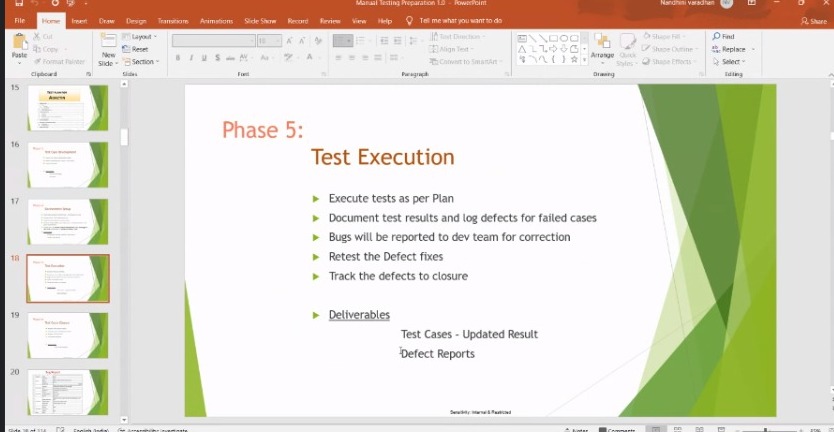 Manual Testing Preparation 1.0 - PowerPoint
Nandhini Varadhan
File Home Insert Draw Design Transitions Animations Slide Show Record Review View Help Tell me what you want to do
Share
Paste
Cut
Copy
Format Painter
Clipboard
New Slide
Layout
Reset
Section
Slides
Font
Text Direction
Align Text
Convert to SmartArt
Paragraph
Arrange
Quick Styles
Shape Fill
Shape Outline
Shape Effects
Drawing
Find
Replace
Select
Editing
15
16
17
18
19
20
Phase 5:
Test Execution
Execute tests as per Plan
Document test results and log defects for failed cases
Bugs will be reported to dev team for correction
Retest the Defect fixes
Track the defects to closure
Deliverables
Test Cases - Updated Result
Defect Reports
Sensitivity: Internal & Restricted
English (India)
Accessibility: Investigate
Notes
Comments